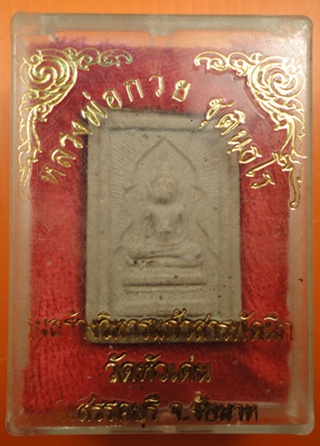 หลวงพ่อกวย ชุตินฺธโร
วัดหัวเด่น
สรรคบุรี จ.ชัยนาท